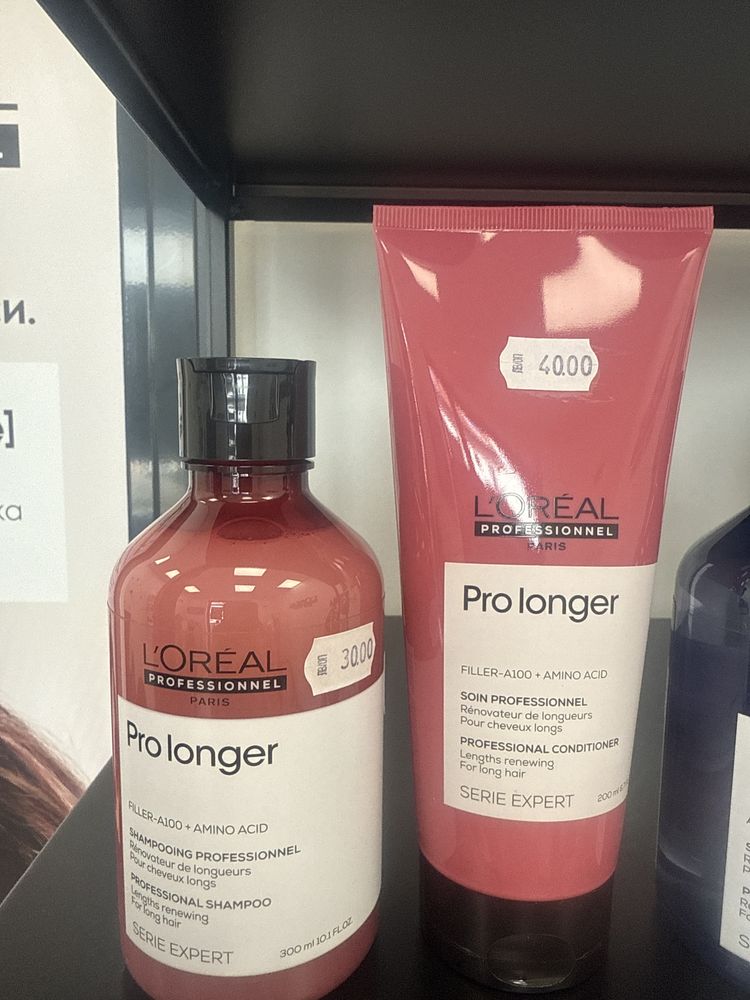 си.
ка
30.00
L'ORÉAL
PROFESSIONNEL
PARIS
Pro longer
FILLER-A100 + AMINO ACID
SHAMPOOING PROFESSIONNEL
Rénovateur de longueurs
Pour cheveux longs
PROFESSIONAL SHAMPOO
Lengths renewing
For long hair
SERIE EXPERT
300 ml 10.1 FL.OZ.
40.00
L'ORÉAL
PROFESSIONNEL
PARIS
Pro longer
FILLER-A100 + AMINO ACID
SOIN PROFESSIONNEL
Rénovateur de longueurs
Pour cheveux longs
PROFESSIONAL CONDITIONER
Lengths renewing
For long hair
SERIE EXPERT
200 ml